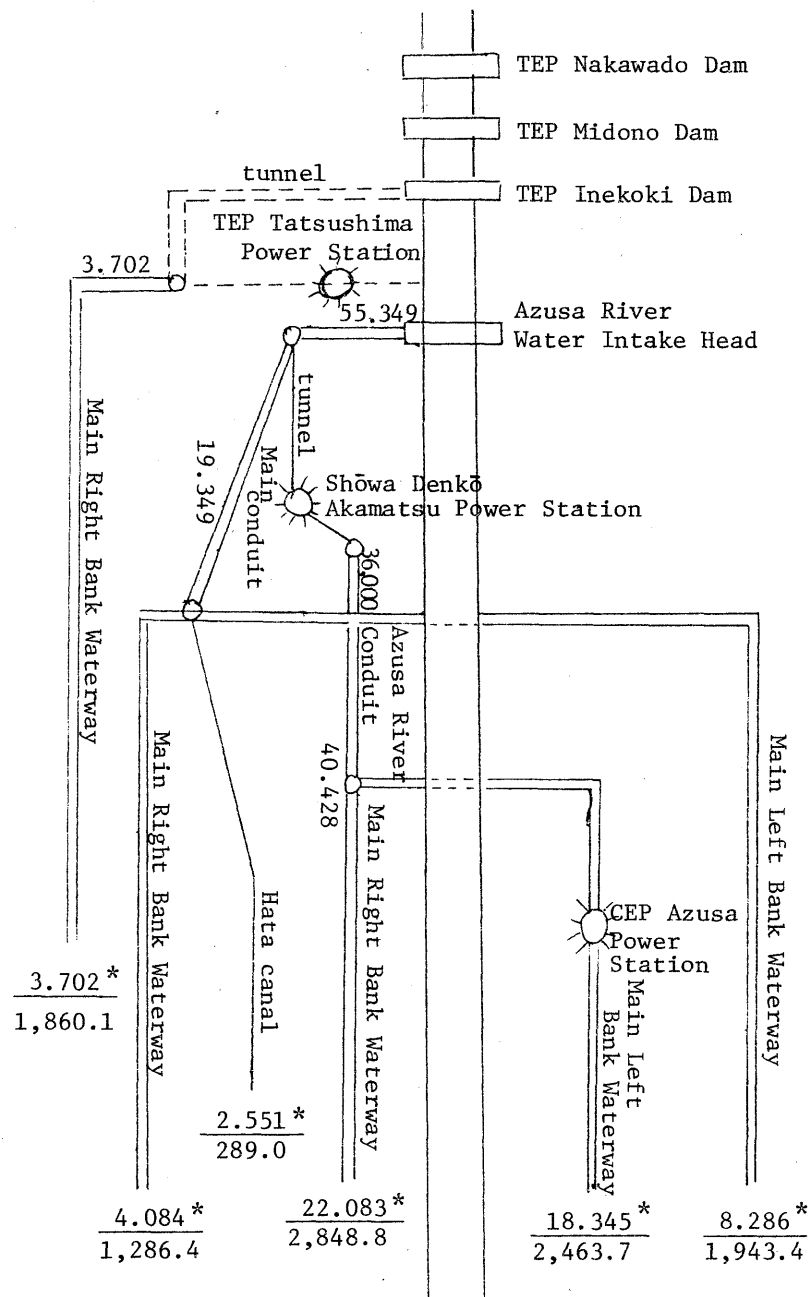 TEP Nakawado Dam
TEP Midono Dam
tunnel
TEP Inekoki Dam
TEP Tatsushima
Power Station
3.702
55.349
Azusa River
Water Intake Head
tunnel
Main Right Bank Waterway
19.349
Main
Conduit
Shōwa Denkō
Akamatsu Power Station
36,000
Azusa River
Conduit
40.428
Main Right Bank Waterway
Main Right Bank Waterway
Main Left Bank Waterway
Hata canal
CEP Azusa
Power
Station
Main Left
Bank Waterway
3.702*
1,860.1
2.551*
289.0
4.084*
1,286.4
22.083*
2,848.8
18.345*
2,463.7
8.286*
1,943.4